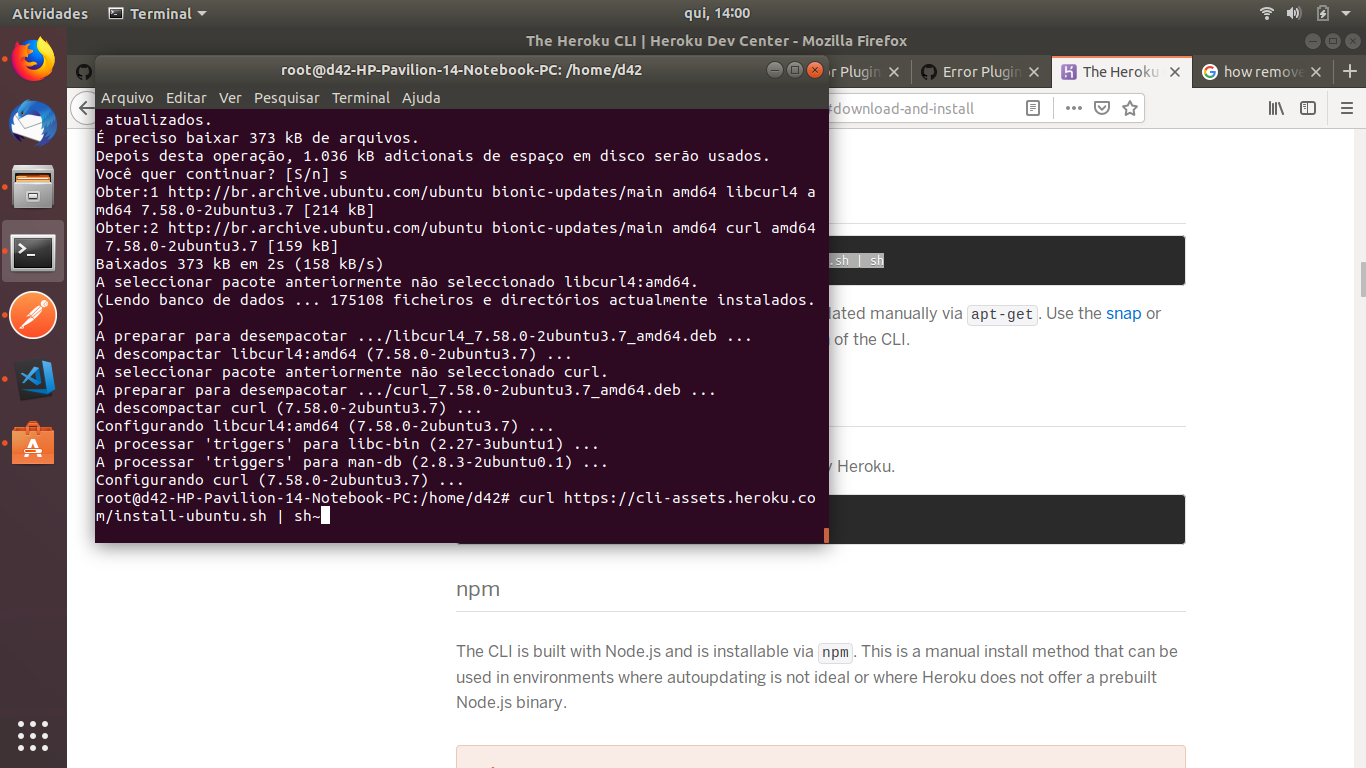 Atividades
Terminal
qui, 14:00
The Heroku CLI | Heroku Dev Center - Mozilla Firefox
root@d42-HP-Pavilion-14-Notebook-PC: /home/d42
or Plugin
Error Plugin
The Heroku
how remove
Arquivo Editar Ver Pesquisar Terminal Ajuda
#download-and-install
atualizados.
É preciso baixar 373 kB de arquivos.
Depois desta operação, 1.036 kB adicionais de espaço em disco serão usados.
Você quer continuar? [S/n] s
Obter:1 http://br.archive.ubuntu.com/ubuntu bionic-updates/main amd64 libcurl4 a
md64 7.58.0-2ubuntu3.7 [214 kB]
Obter:2 http://br.archive.ubuntu.com/ubuntu bionic-updates/main amd64 curl amd64
7.58.0-2ubuntu3.7 [159 kB]
Baixados 373 kB em 2s (158 kB/s)
A seleccionar pacote anteriormente não seleccionado libcurl4:amd64.
(Lendo banco de dados ... 175108 ficheiros e directórios actualmente instalados.
)
A preparar para desempacotar .../libcurl4_7.58.0-2ubuntu3.7_amd64.deb ...
A descompactar libcurl4:amd64 (7.58.0-2ubuntu3.7) ...
A seleccionar pacote anteriormente não seleccionado curl.
A preparar para desempacotar .../curl_7.58.0-2ubuntu3.7_amd64.deb ...
A descompactar curl (7.58.0-2ubuntu3.7) ...
Configurando libcurl4:amd64 (7.58.0-2ubuntu3.7) ...
A processar 'triggers' para libc-bin (2.27-3ubuntu1) ...
A processar 'triggers' para man-db (2.8.3-2ubuntu0.1) ...
Configurando curl (7.58.0-2ubuntu3.7) ...
root@d42-HP-Pavilion-14-Notebook-PC:/home/d42# curl https://cli-assets.heroku.co
m/install-ubuntu.sh | sh~
.sh | sh
lated manually via apt-get. Use the snap or
of the CLI.
y Heroku.
npm
The CLI is built with Node.js and is installable via npm. This is a manual install method that can be
used in environments where autoupdating is not ideal or where Heroku does not offer a prebuilt
Node.js binary.